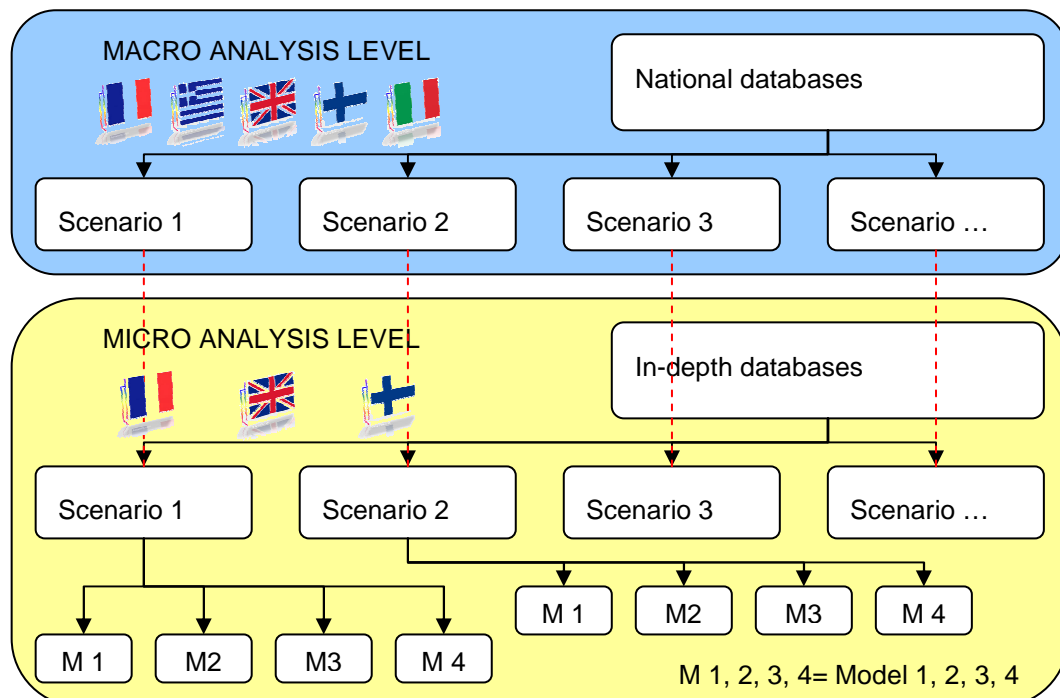 MACRO ANALYSIS LEVEL
National databases
Scenario 1
Scenario 2
Scenario 3
Scenario …
MICRO ANALYSIS LEVEL
In-depth databases
Scenario 1
Scenario 2
Scenario 3
Scenario …
M 1
M2
M3
M 4
M 1
M2
M3
M 4
M 1, 2, 3, 4= Model 1, 2, 3, 4